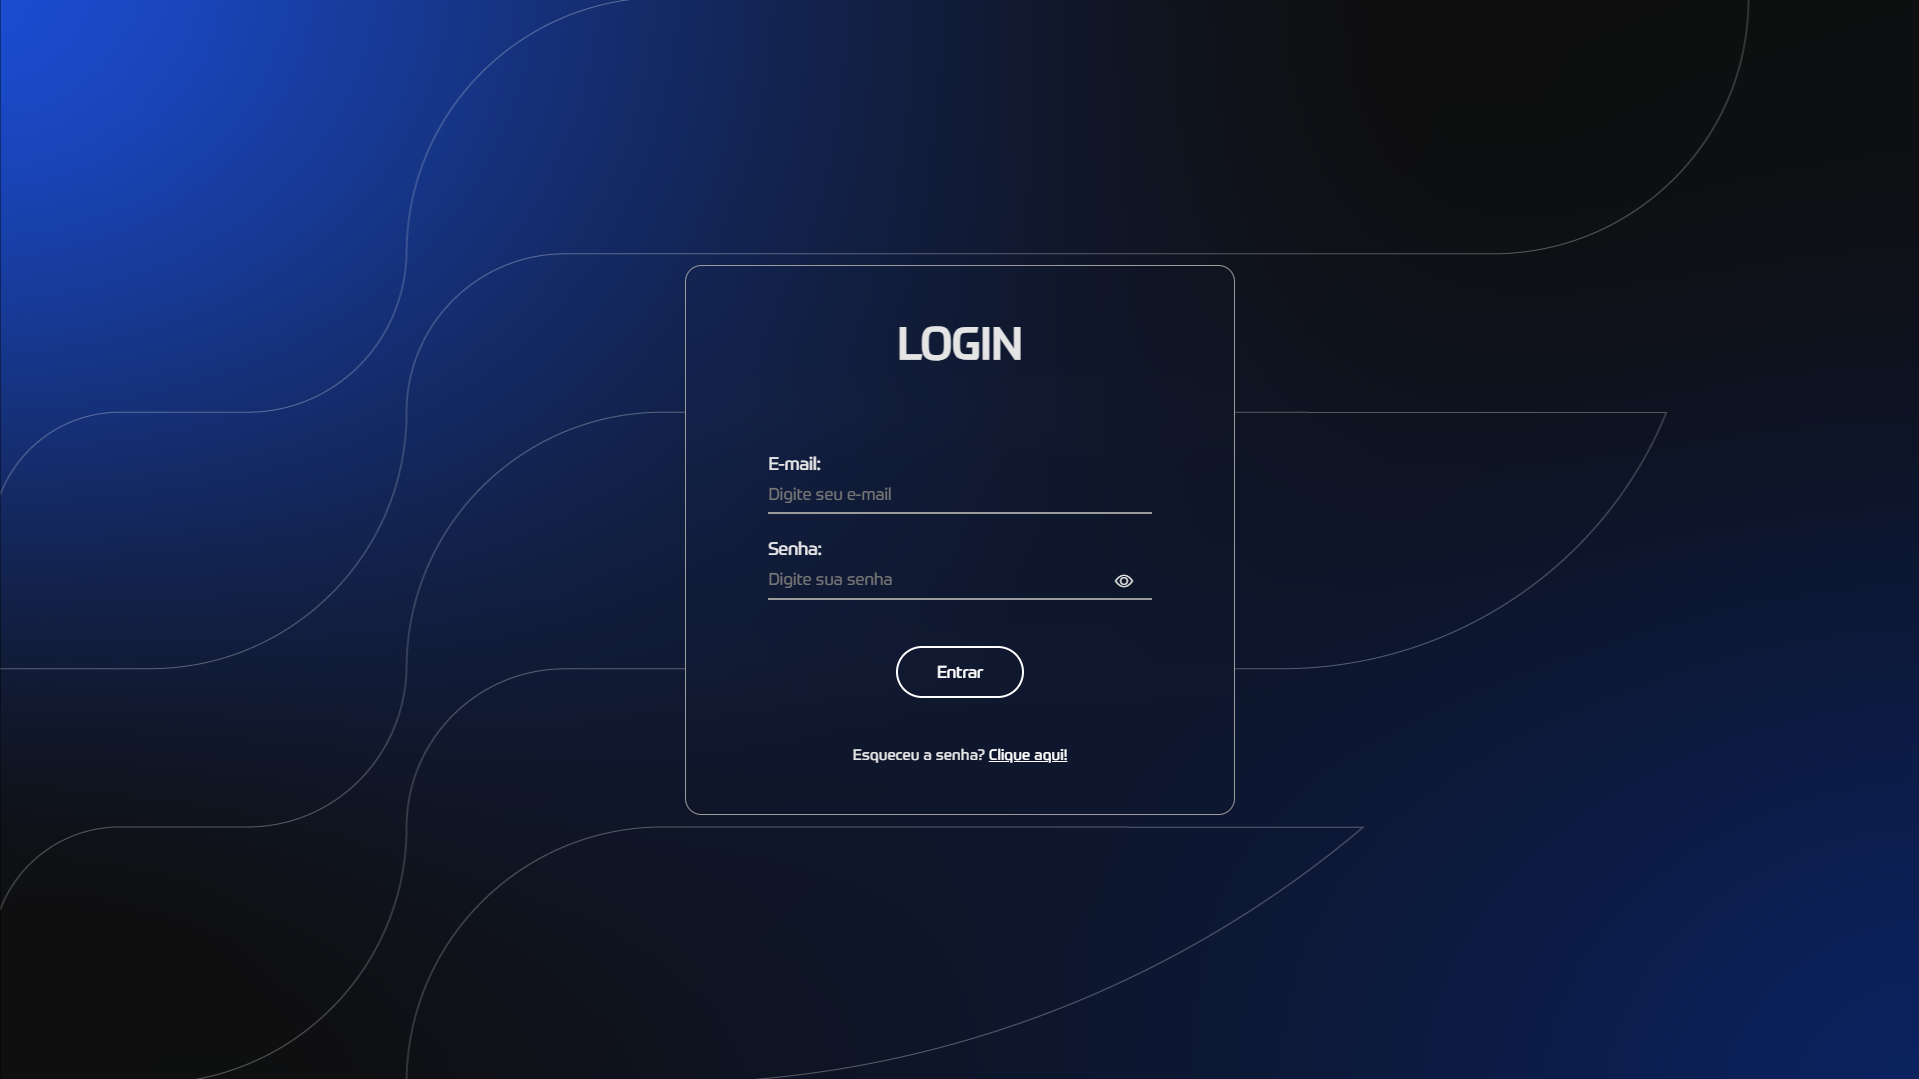 LOGIN
E-mail:
Digite seu e-mail
Senha:
Digite sua senha
Entrar
Esqueceu a senha? Clique aqui!